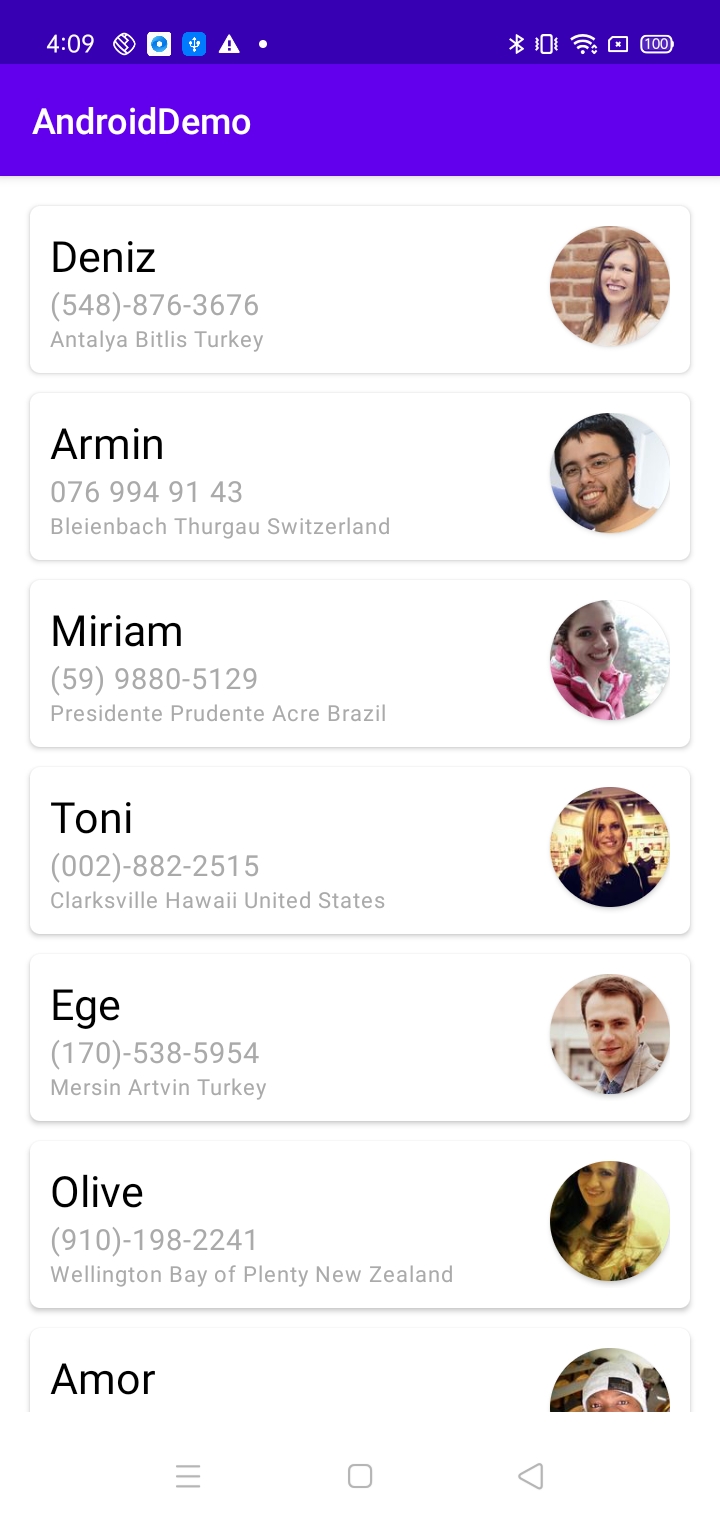 4:09
100
AndroidDemo
Deniz
(548)-876-3676
Antalya Bitlis Turkey
Armin
076 994 91 43
Bleienbach Thurgau Switzerland
Miriam
(59) 9880-5129
Presidente Prudente Acre Brazil
Toni
(002)-882-2515
Clarksville Hawaii United States
Ege
(170)-538-5954
Mersin Artvin Turkey
Olive
(910)-198-2241
Wellington Bay of Plenty New Zealand
Amor